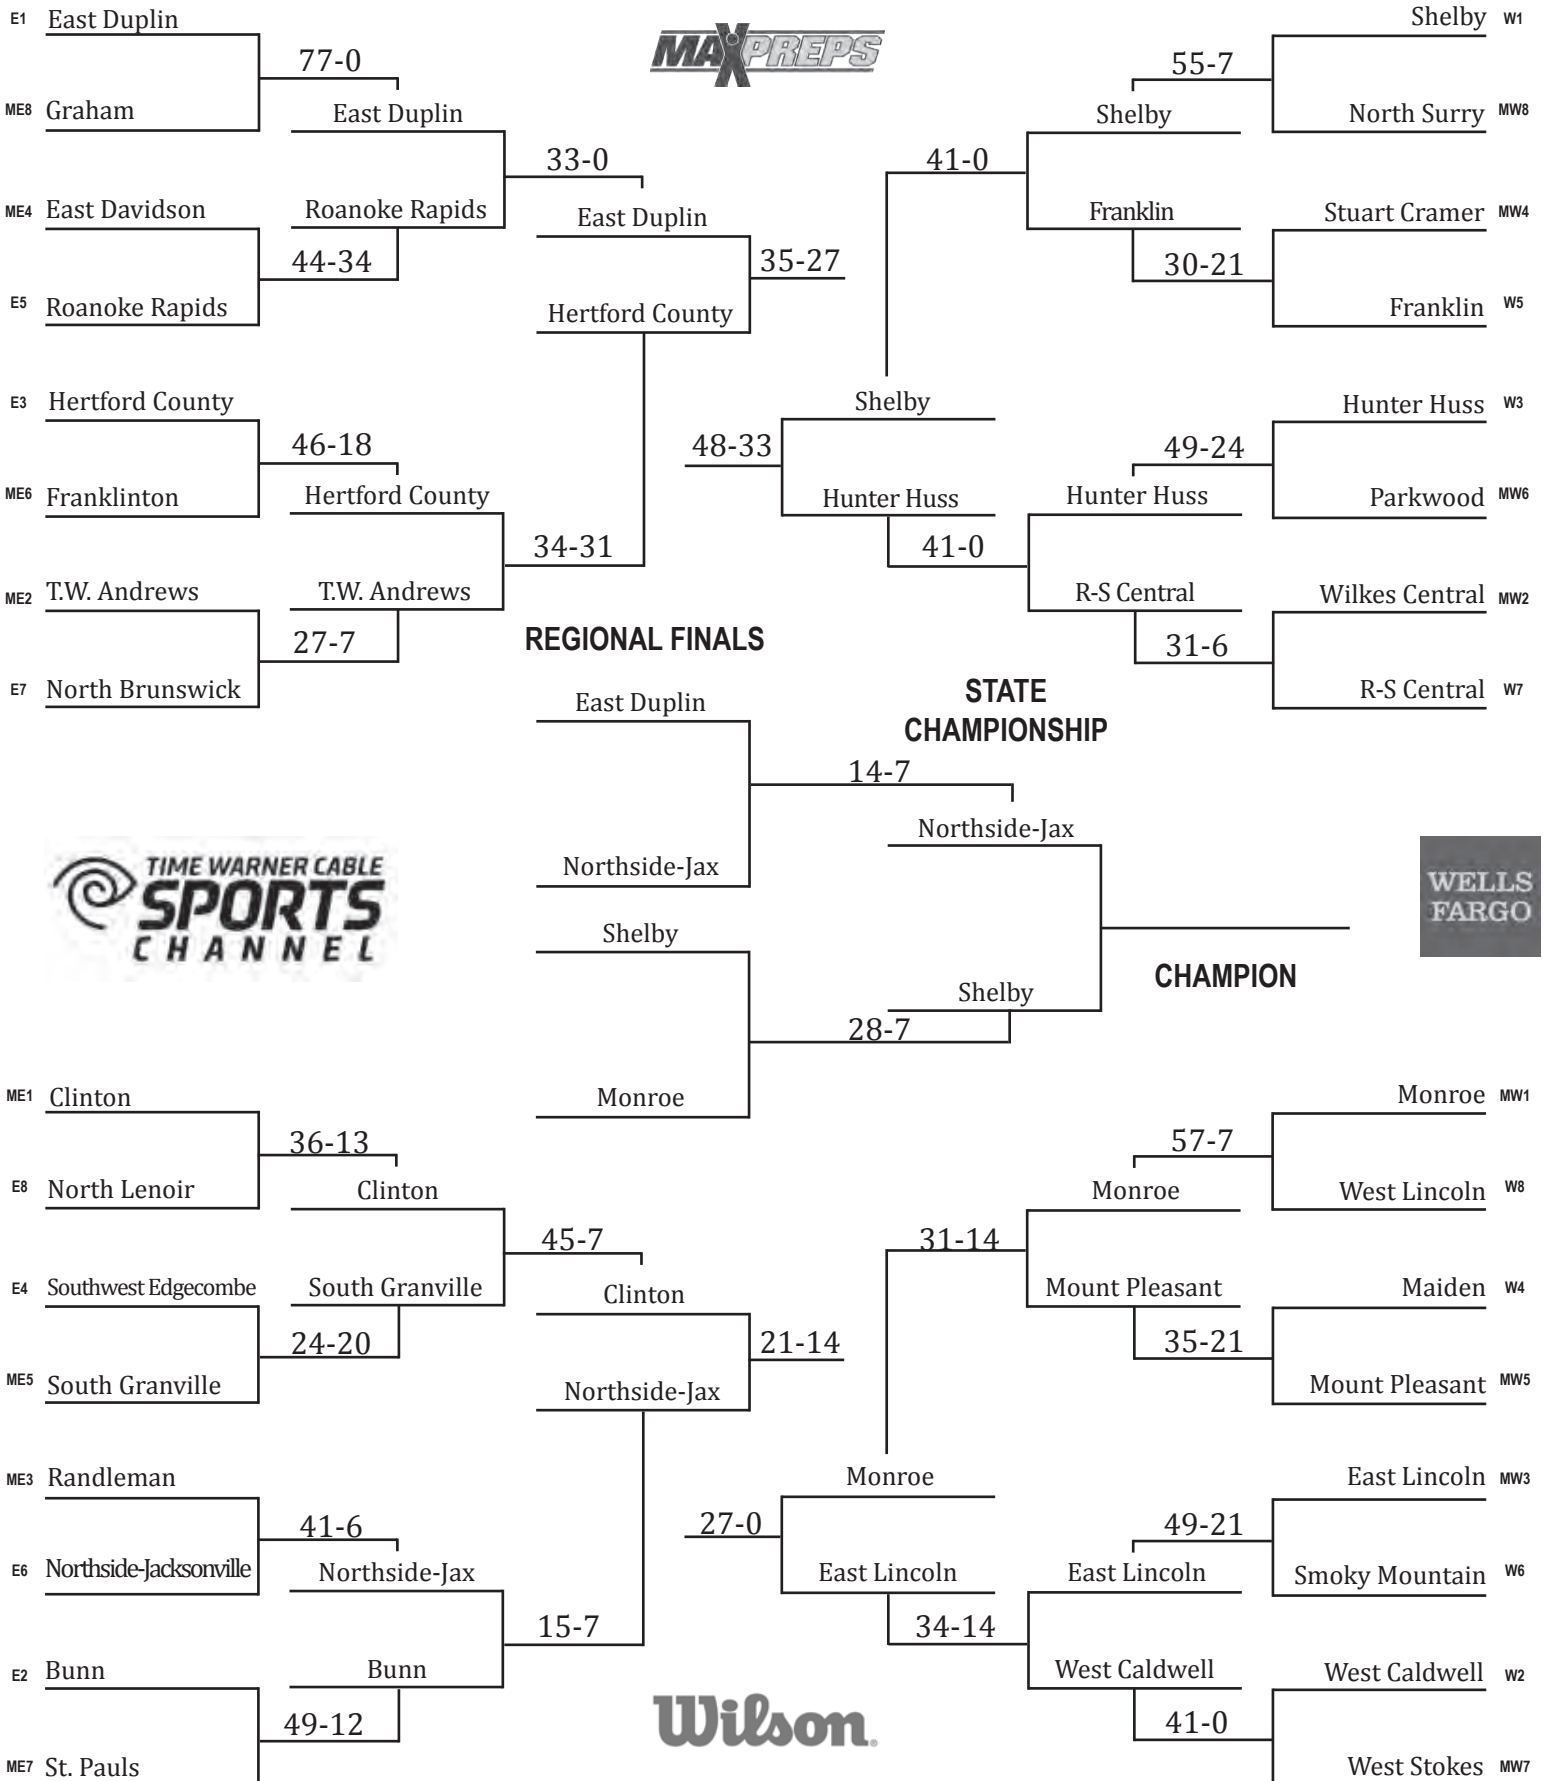 E1 East Duplin
77-0
ME8 Graham
East Duplin
33-0
ME4 East Davidson
Roanoke Rapids
44-34
E5 Roanoke Rapids
East Duplin
35-27
Hertford County
E3 Hertford County
46-18
ME6 Franklinton
Hertford County
34-31
ME2 T.W. Andrews
T.W. Andrews
27-7
E7 North Brunswick
MAXPREPS
Shelby W1
55-7
North Surry MW8
Shelby
41-0
Franklin
Stuart Cramer MW4
30-21
Franklin W5
Shelby
48-33
Hunter Huss
Hunter Huss W3
49-24
Parkwood MW6
Hunter Huss
41-0
R-S Central
Wilkes Central MW2
31-6
R-S Central W7
REGIONAL FINALS
STATE
CHAMPIONSHIP
East Duplin
14-7
Northside-Jax
Northside-Jax
Shelby
Shelby
28-7
Monroe
CHAMPION
TIME WARNER CABLE
SPORTS
CHANNEL
WELLS
FARGO
ME1 Clinton
36-13
E8 North Lenoir
Clinton
45-7
E4 Southwest Edgecombe
South Granville
24-20
ME5 South Granville
Clinton
21-14
Northside-Jax
ME3 Randleman
41-6
E6 Northside-Jacksonville
Northside-Jax
15-7
E2 Bunn
Bunn
49-12
ME7 St. Pauls
Monroe MW1
57-7
West Lincoln W8
Monroe
31-14
Mount Pleasant
Maiden W4
35-21
Mount Pleasant MW5
Monroe
27-0
East Lincoln
East Lincoln MW3
49-21
Smoky Mountain W6
East Lincoln
34-14
West Caldwell
West Caldwell W2
41-0
West Stokes MW7
Wilson